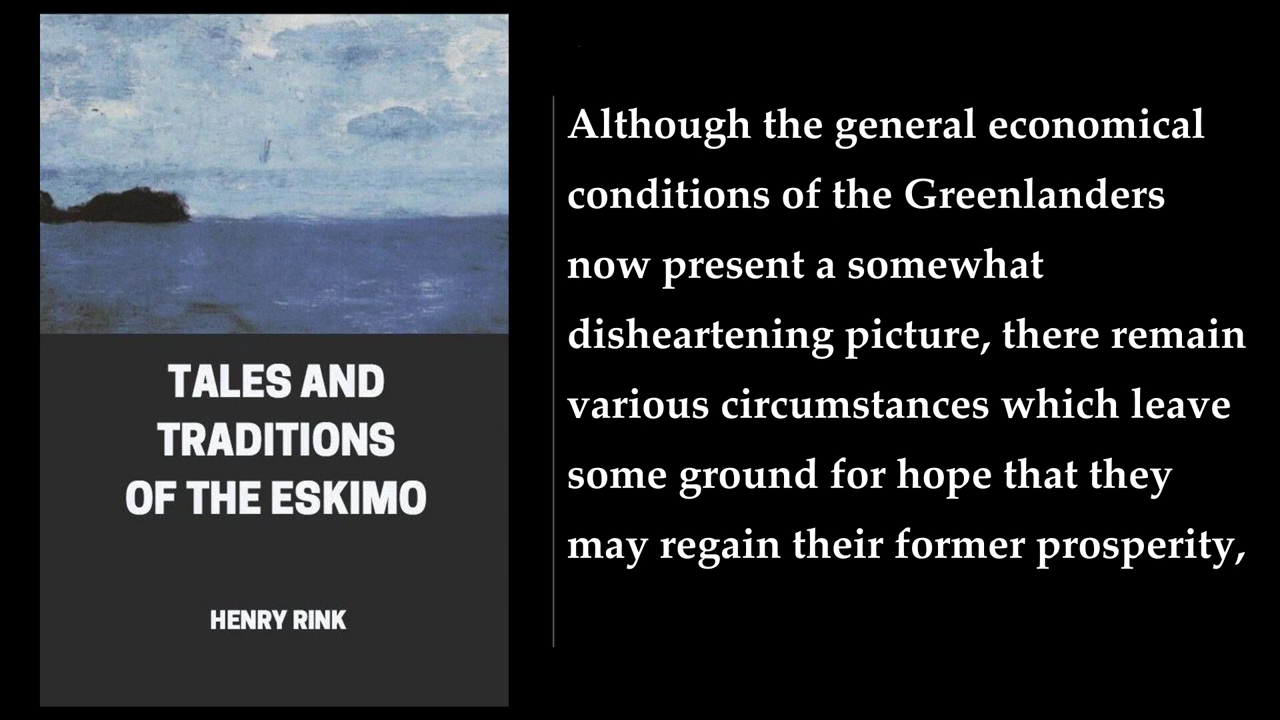 TALES AND
TRADITIONS
OF THE ESKIMO
HENRY RINK
Although the general economical
conditions of the Greenlanders
now present a somewhat
disheartening picture, there remain
various circumstances which leave
some ground for hope that they
may regain their former prosperity,